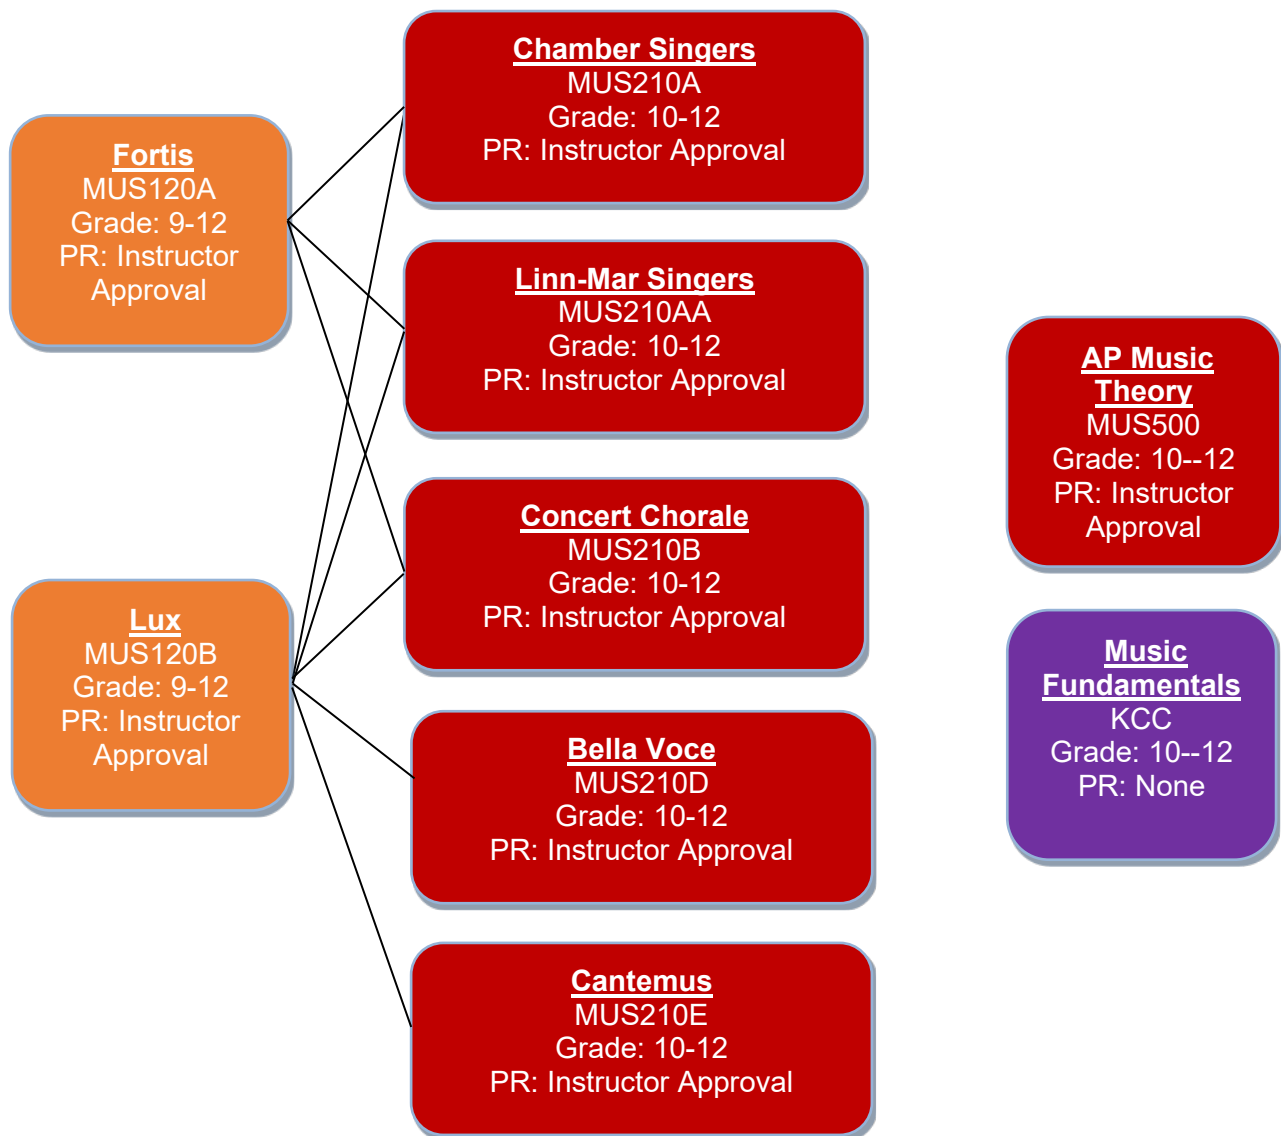 Chamber Singers
MUS210A
Grade: 10-12
PR: Instructor Approval
Fortis
MUS120A
Grade: 9-12
PR: Instructor
Approval
Linn-Mar Singers
MUS210AA
Grade: 10-12
PR: Instructor Approval
AP Music
Theory
MUS500
Grade: 10--12
PR: Instructor
Approval
Concert Chorale
MUS210B
Grade: 10-12
PR: Instructor Approval
Lux
MUS120B
Grade: 9-12
PR: Instructor
Approval
Music
Fundamentals
KCC
Grade: 10--12
PR: None
Bella Voce
MUS210D
Grade: 10-12
PR: Instructor Approval
Cantemus
MUS210E
Grade: 10-12
PR: Instructor Approval